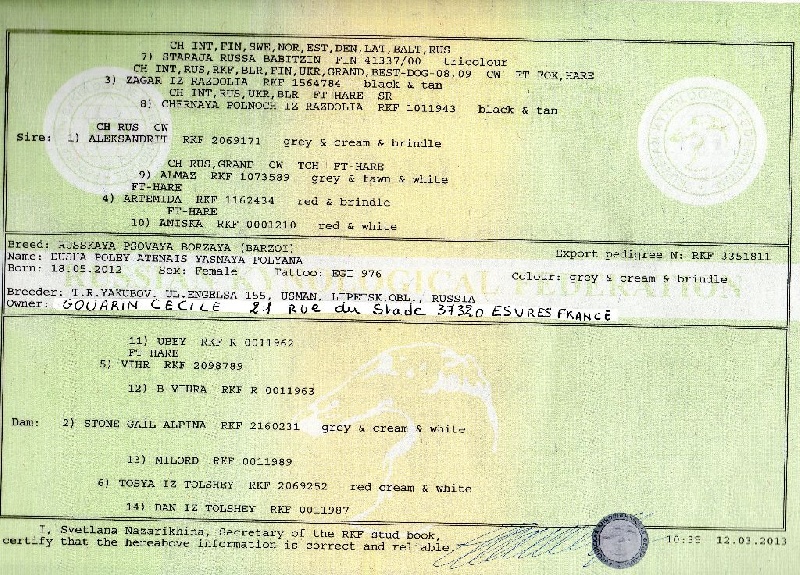 CH INT,FIN,SWE,NOR,EST,DEN,LAT,BALT,RUS
7) STARAJA RUSSA BABITZIN FIN 41337/00 tricolour
CH INT,RUS,RKF,BLR,FIN,UKR,GRAND,BEST-DOG-08.09 CW FT FOX,HARE
3) ZAGAR IZ RAZDOLIA RKF 1564784 black & tan
CH INT,RUS,UKR,BLR FT HARE SR
8) CHERNAYA POLNOCH IZ RAZDOLIA RKF 1011943 black & tan
CH RUS CW
Sire: 1) ALEKSANDRIT RKF 2069171 grey & cream & brindle
CH RUS,GRAND CW TCH FT-HARE
9) ALMAZ RKF 1073589 grey & fawn & white
FT-HARE
4) ARTEMIDA RKF 1162434 red & brindle
FT-HARE
10) AMISKA RKF 0001210 red & white
Breed: RUSSKAYA PSOVAYA BORZAYA (BARZOI)
Name: DUSHA POLEY ATENAIS YASNAYA POLYANA Export pedigree N: RKF 3351811
Born: 18.05.2012 Sex: Female Tattoo: EGI 976 Colour: grey & cream & brindle
Breeder: T.R.YAKUBOV, UL.ENGELSA 155, USMAN, LIPETSK.OBL., RUSSIA
Owner: GOUARIN CECILE 21 Rue du Stade 37320 ESVRES FRANCE
11) UBEY RKF R 0011962
FT HARE
5) VIHR RKF 2098789
12) B VIHRA RKF R 0011963
Dam: 2) STONE GAIL ALPINA RKF 2160231 grey & cream & white
13) MILORD RKF 0011989
6) TOSYA IZ TOLSHEY RKF 2069252 red cream & white
14) DAN IZ TOLSHEY RKF 0011987
I, Svetlana Nazarikhina, Secretary of the RKF stud book,
certify that the hereabove information is correct and reliable. 10:39 12.03.2013